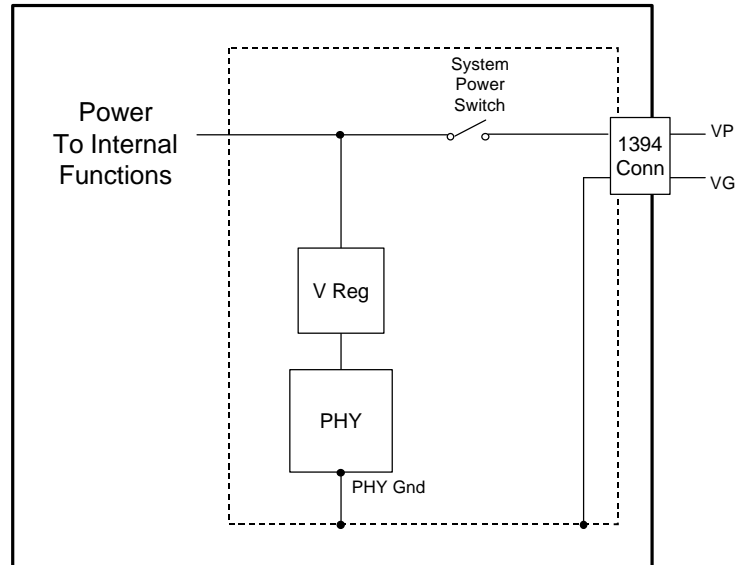 System
Power
Switch
Power
To Internal
Functions
1394
Conn
VP
VG
V Reg
PHY
PHY Gnd